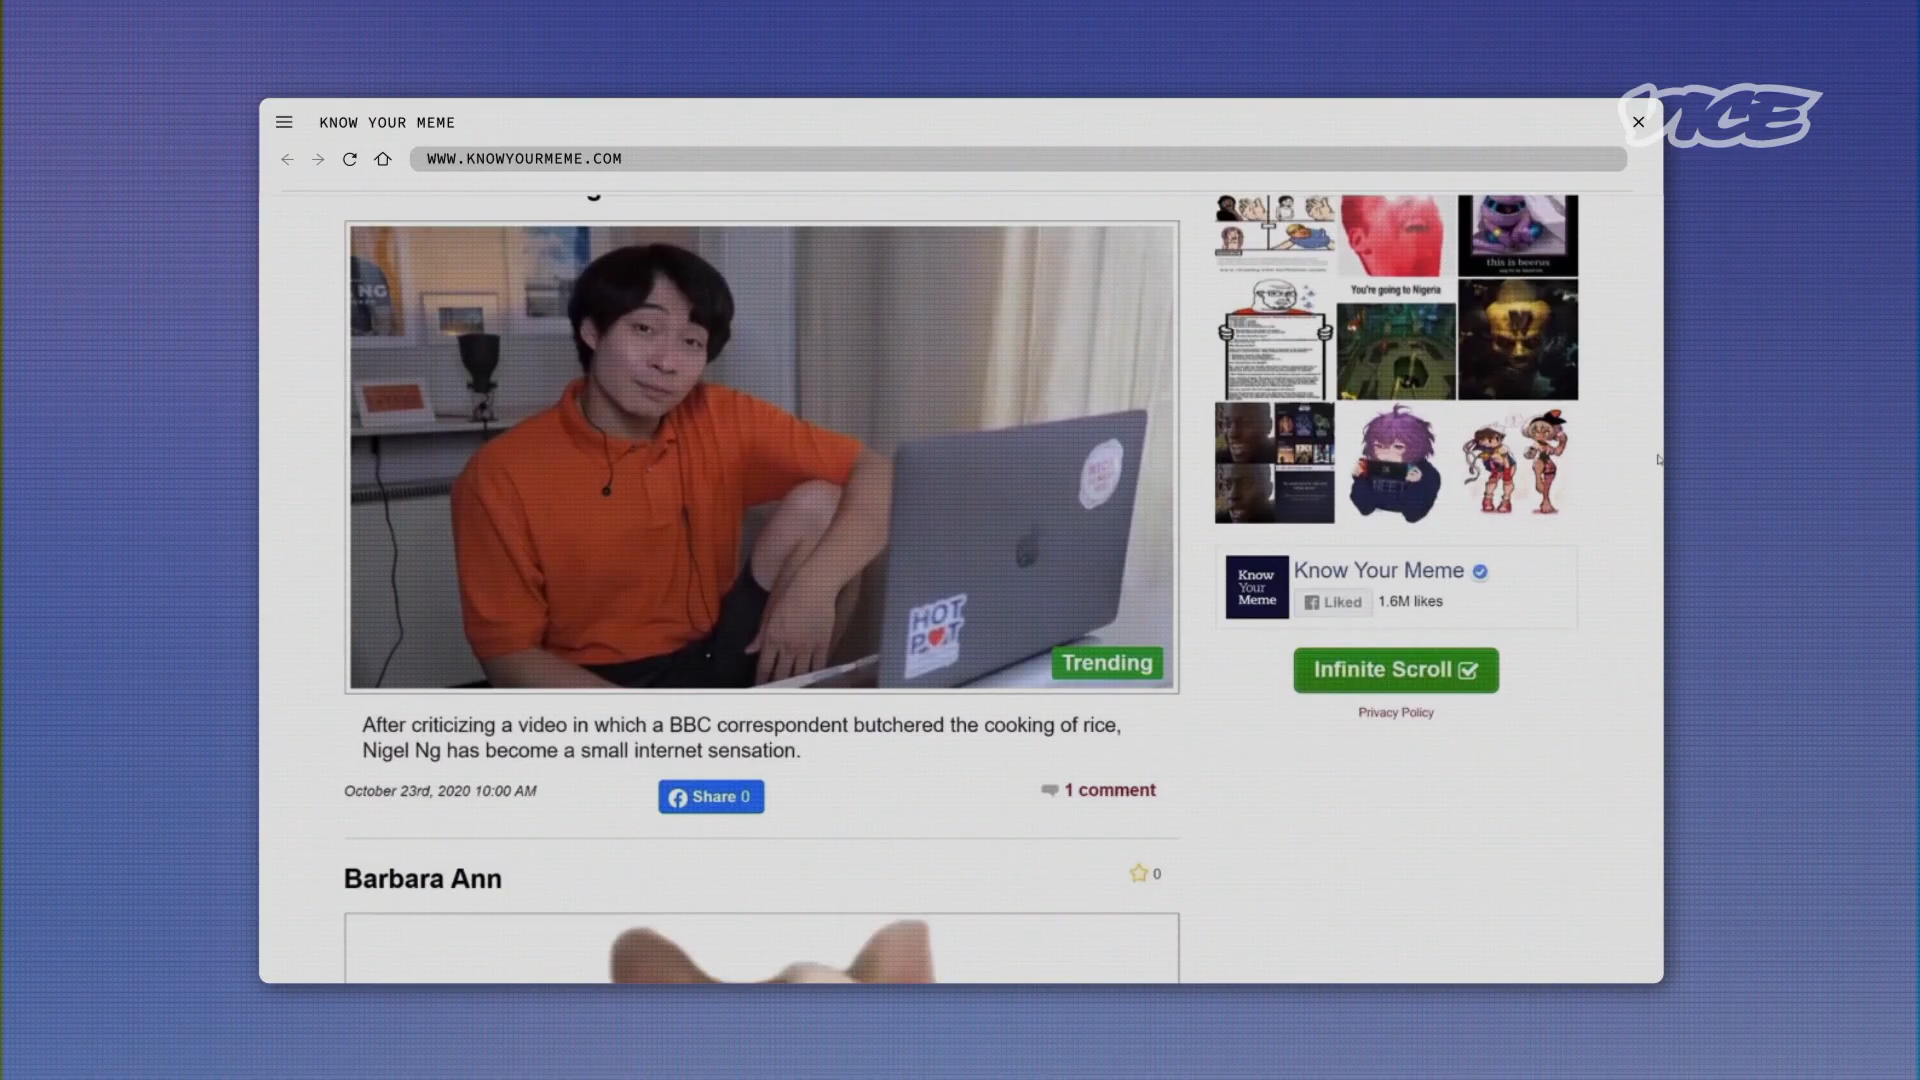 VICE
KNOW YOUR MEME
WWW.KNOWYOURMEME.COM
NG
this is beerus
You're going to Nigeria
NEET
HOT
POT
Trending
Know Your Meme
Know
Your
Meme
Liked 1.6M likes
Infinite Scroll
Privacy Policy
After criticizing a video in which a BBC correspondent butchered the cooking of rice,
Nigel Ng has become a small internet sensation.
October 23rd, 2020 10:00 AM
Share 0
1 comment
Barbara Ann
0